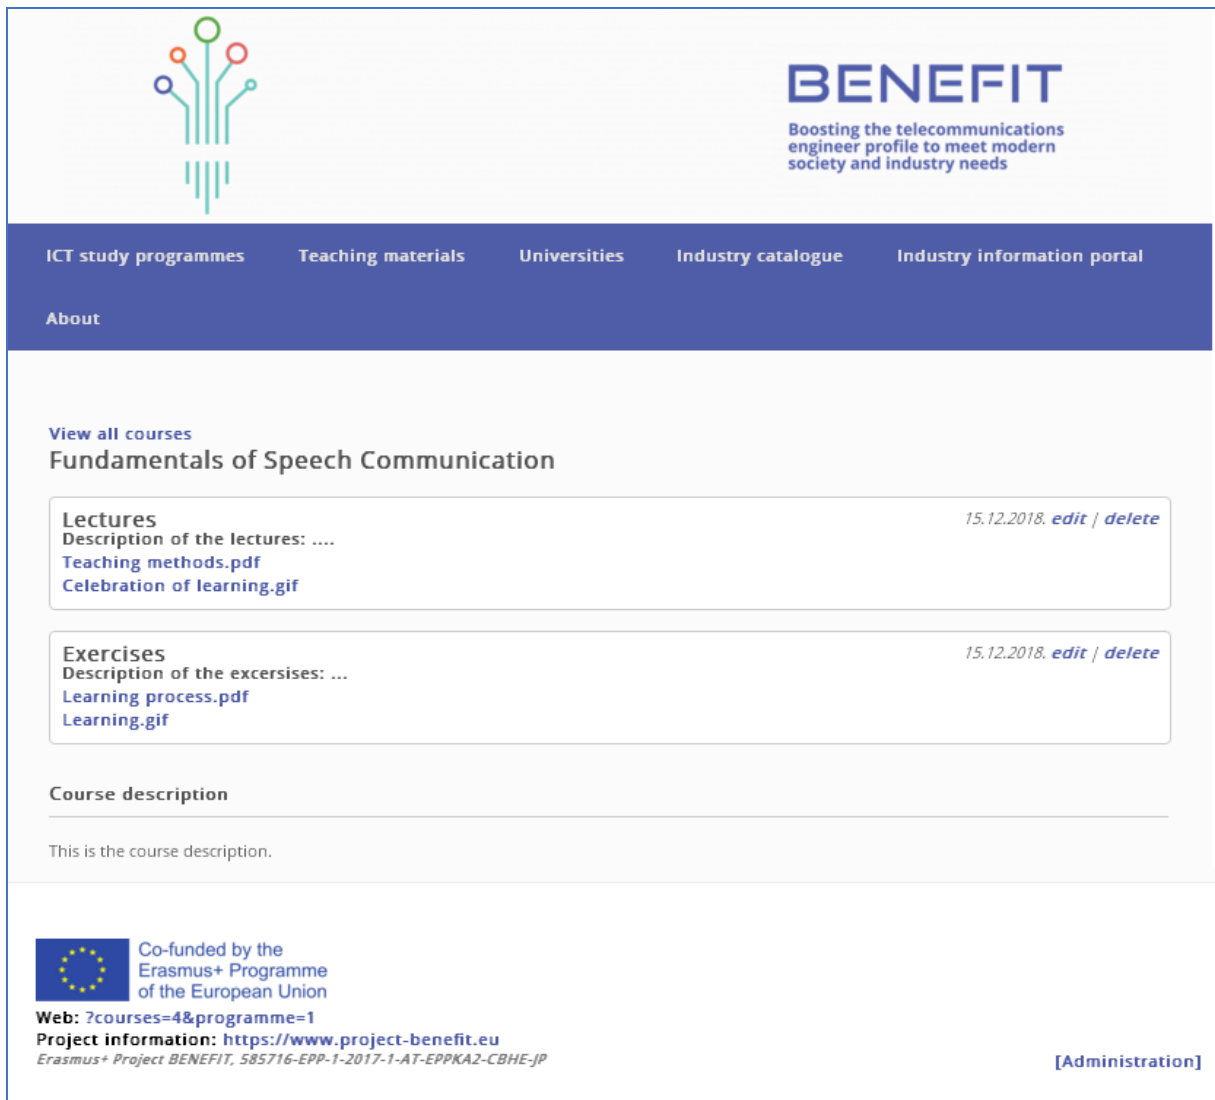 BENEFIT
Boosting the telecommunications
engineer profile to meet modern
society and industry needs
ICT study programmes Teaching materials Universities Industry catalogue Industry information portal
About
View all courses
Fundamentals of Speech Communication
Lectures 15.12.2018. edit | delete
Description of the lectures: ....
Teaching methods.pdf
Celebration of learning.gif
Exercises 15.12.2018. edit | delete
Description of the excersises: ...
Learning process.pdf
Learning.gif
Course description
This is the course description.
Co-funded by the
Erasmus+ Programme
of the European Union
Web: ?courses=4&programme=1
Project information: https://www.project-benefit.eu
Erasmus+ Project BENEFIT, 585716-EPP-1-2017-1-AT-EPPKA2-CBHE-JP
[Administration]